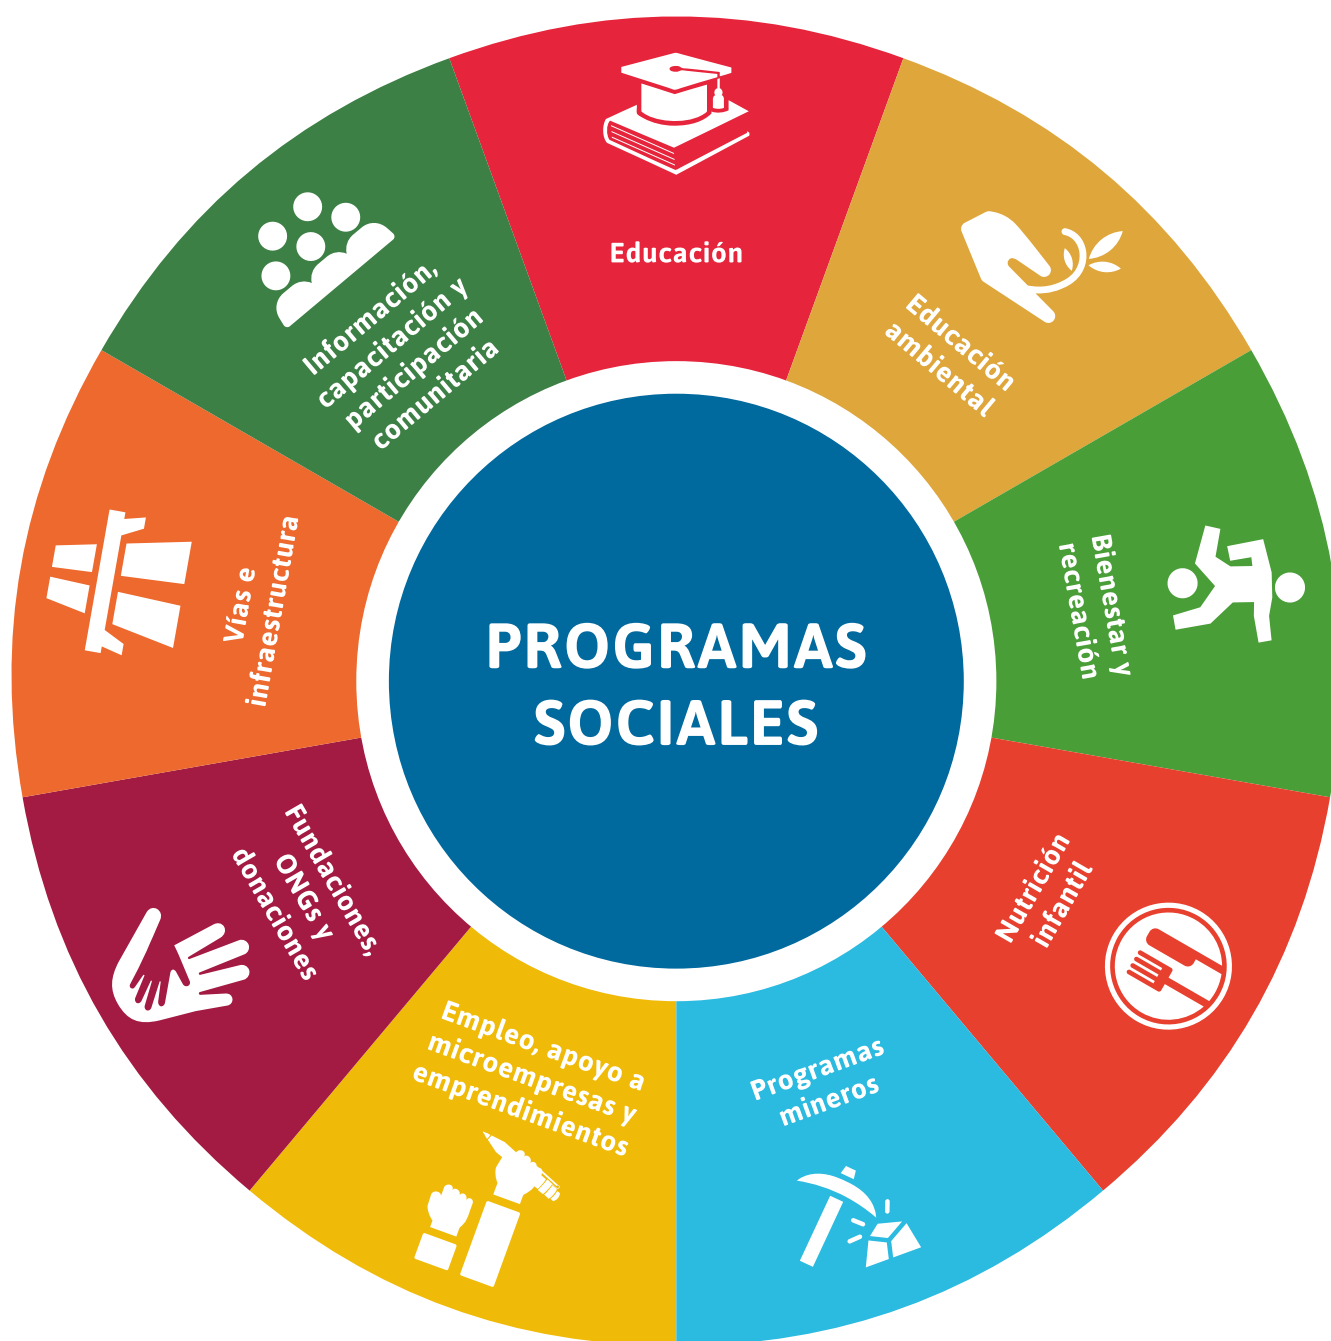 Educación
Educación
ambiental
Bienestar y
recreación
Nutrición
infantil
Programas
mineros
Empleo, apoyo a
microempresas y
emprendimientos
Fundaciones,
ONGs y
donaciones
Vías e
infraestructura
Información,
capacitación y
participación
comunitaria
PROGRAMAS
SOCIALES